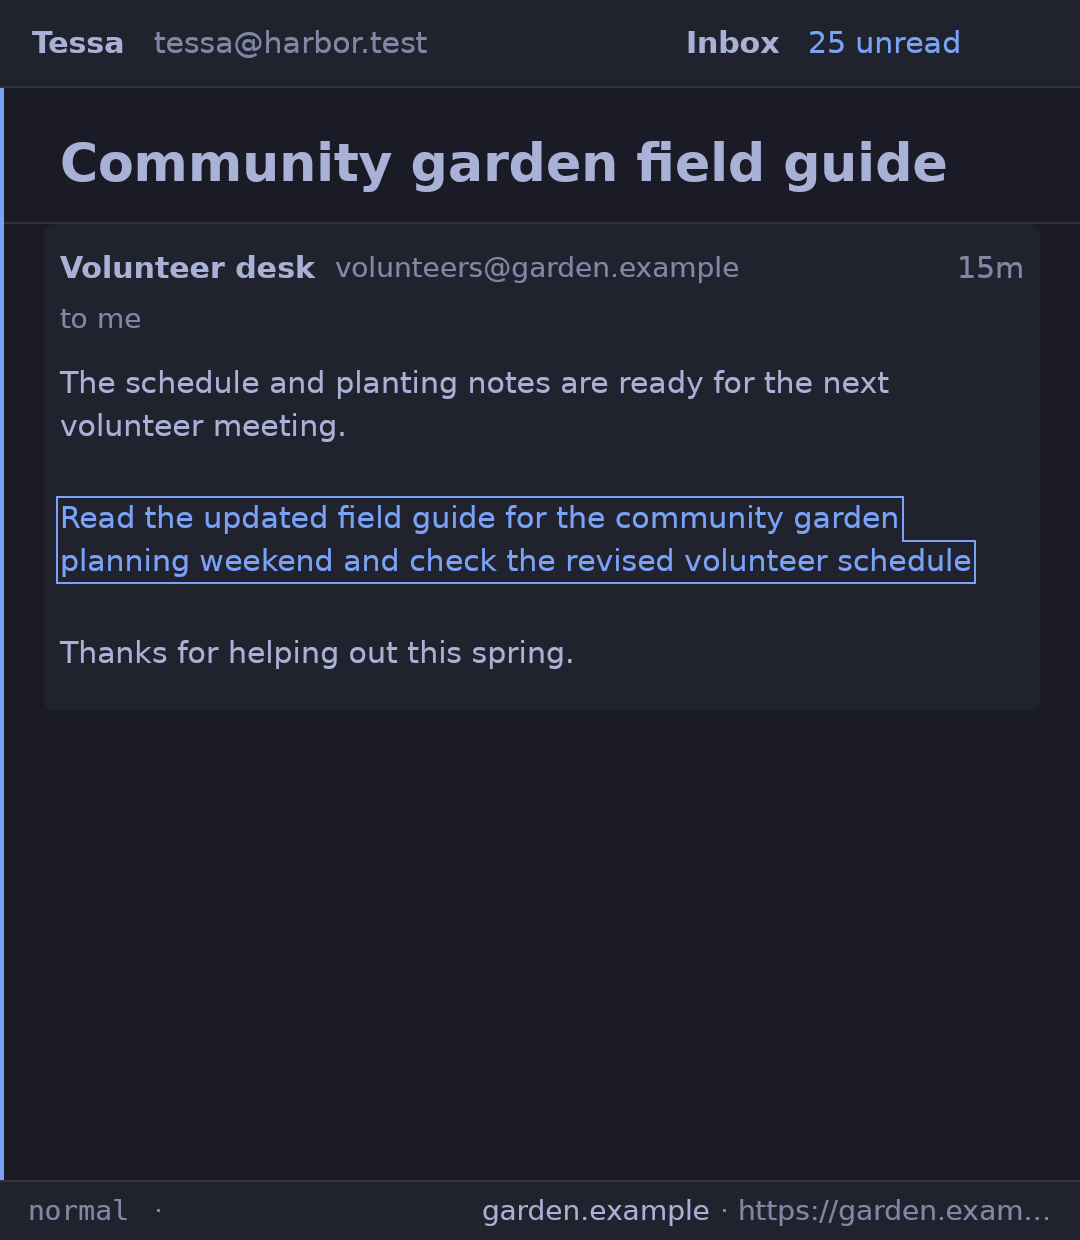 Tessa tessa@harbor.test Inbox 25 unread
Community garden field guide
Volunteer desk volunteers@garden.example 15m
to me
The schedule and planting notes are ready for the next
volunteer meeting.
Read the updated field guide for the community garden
planning weekend and check the revised volunteer schedule
Thanks for helping out this spring.
normal · garden.example · https://garden.exam…